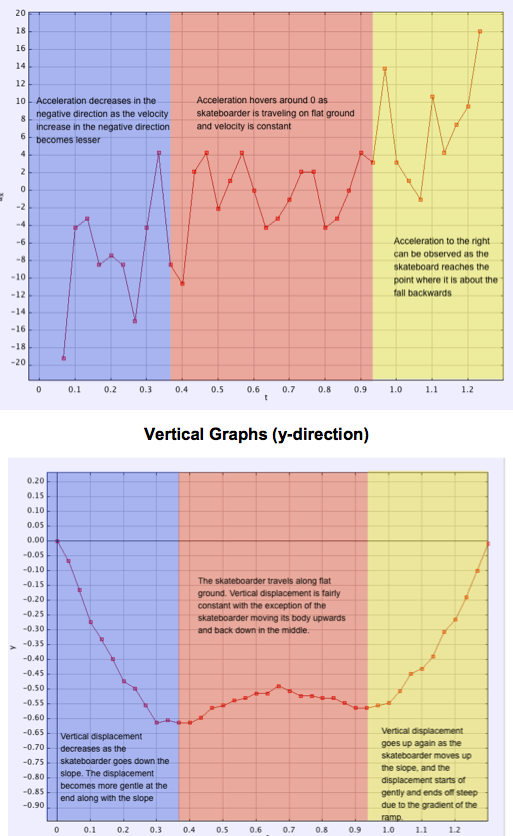 20
18
16
14
12
10
8
6
4
2
0
-2
-4
-6
-8
-10
-12
-14
-16
-18
-20
Acceleration decreases in the
negative direction as the velocity
increase in the negative direction
becomes lesser
Acceleration hovers around 0 as
skateboarder is traveling on flat ground
and velocity is constant
Acceleration to the right
can be observed as the
skateboard reaches the
point where it is about the
fall backwards
0 0.1 0.2 0.3 0.4 0.5 0.6 0.7 0.8 0.9 1.0 1.1 1.2
t
Vertical Graphs (y-direction)
0.20
0.15
0.10
0.05
0.00
-0.05
-0.10
-0.15
-0.20
-0.25
-0.30
-0.35
-0.40
-0.45
-0.50
-0.55
-0.60
-0.65
-0.70
-0.75
-0.80
-0.85
-0.90
y
The skateboarder travels along flat
ground. Vertical displacement is fairly
constant with the exception of the
skateboarder moving its body upwards
and back down in the middle.
Vertical displacement
decreases as the
skateboarder goes down the
slope. The displacement
becomes more gentle at the
end along with the slope
Vertical displacement
goes up again as the
skateboarder moves up
the slope, and the
displacement starts of
gently and ends off steep
due to the gradient of the
ramp.
0 0.1 0.2 0.3 0.4 0.5 0.6 0.7 0.8 0.9 1.0 1.1 1.2